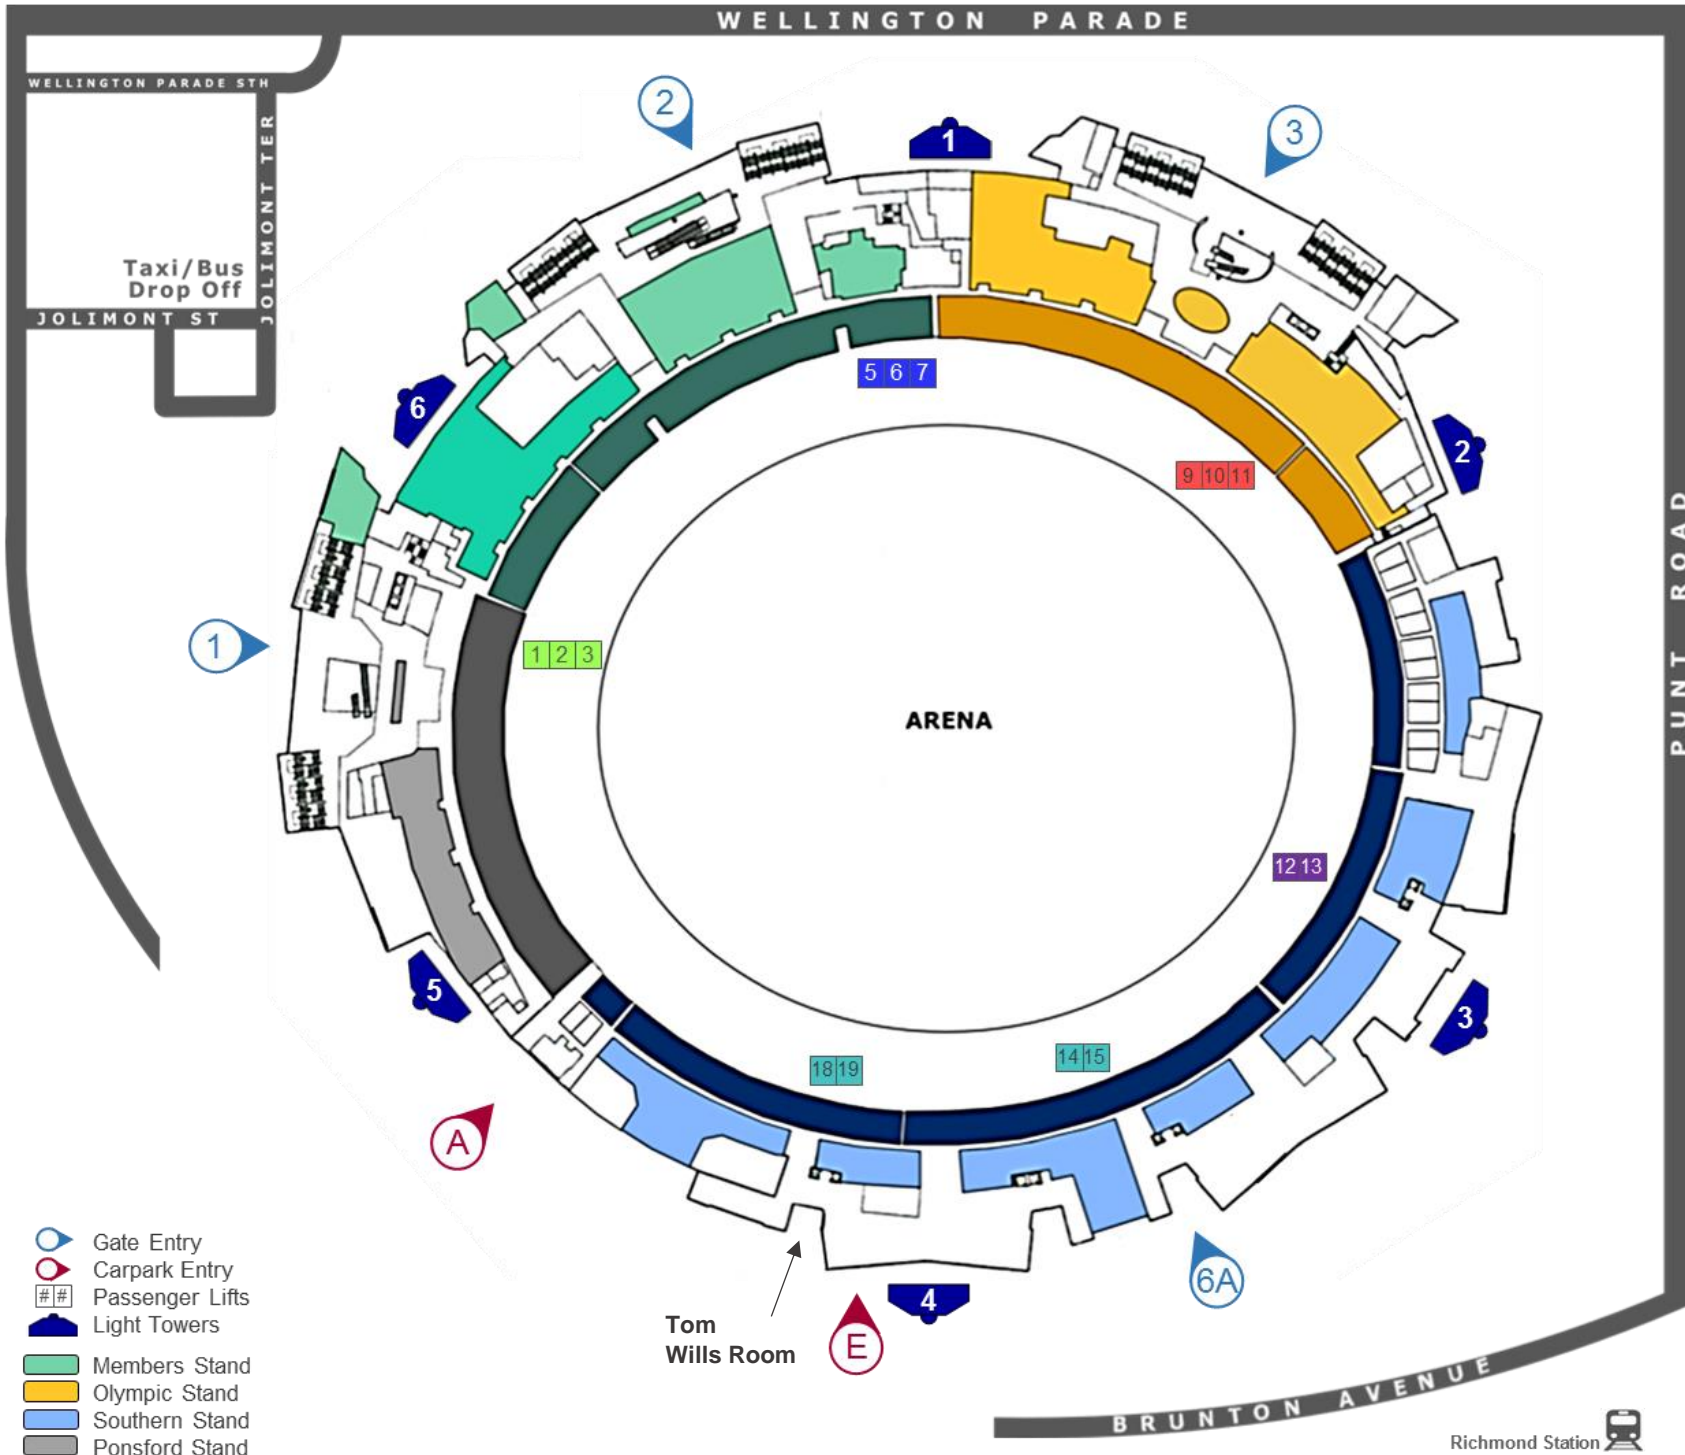 WELLINGTON PARADE
WELLINGTON PARADE STH
JOLIMONT TER
2
1
3
Taxi/Bus
Drop Off
JOLIMONT ST
5 6 7
6
2
9 10 11
PUNT ROAD
1
1 2 3
ARENA
12 13
5
3
14 15
18 19
A
Gate Entry
Carpark Entry
# # Passenger Lifts
Light Towers
Members Stand
Olympic Stand
Southern Stand
Ponsford Stand
Tom
Wills Room
E
4
6A
BRUNTON AVENUE
Richmond Station